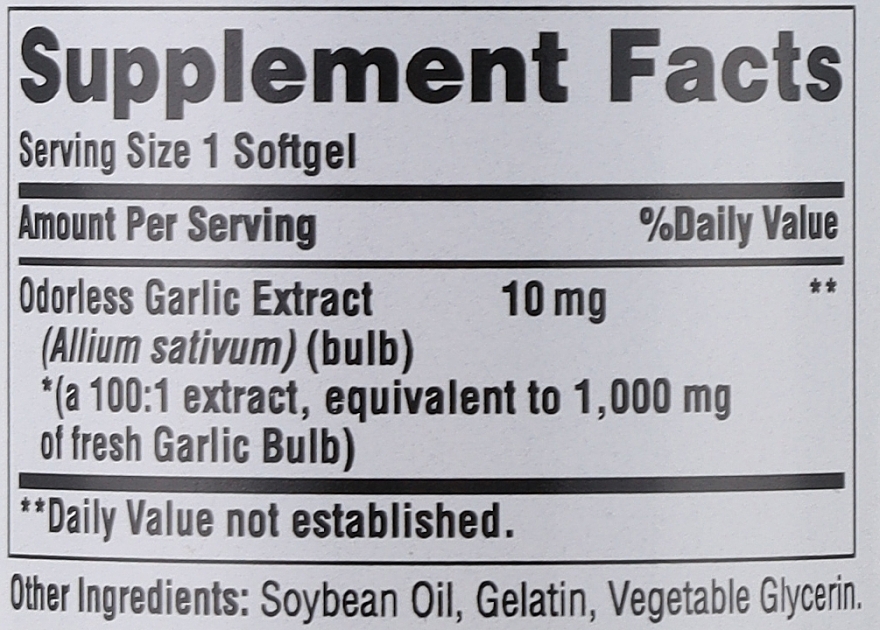 Supplement Facts
Serving Size 1 Softgel
Amount Per Serving %Daily Value
Odorless Garlic Extract 10 mg **
(Allium sativum) (bulb)
*(a 100:1 extract, equivalent to 1,000 mg
of fresh Garlic Bulb)
**Daily Value not established.
Other Ingredients: Soybean Oil, Gelatin, Vegetable Glycerin.